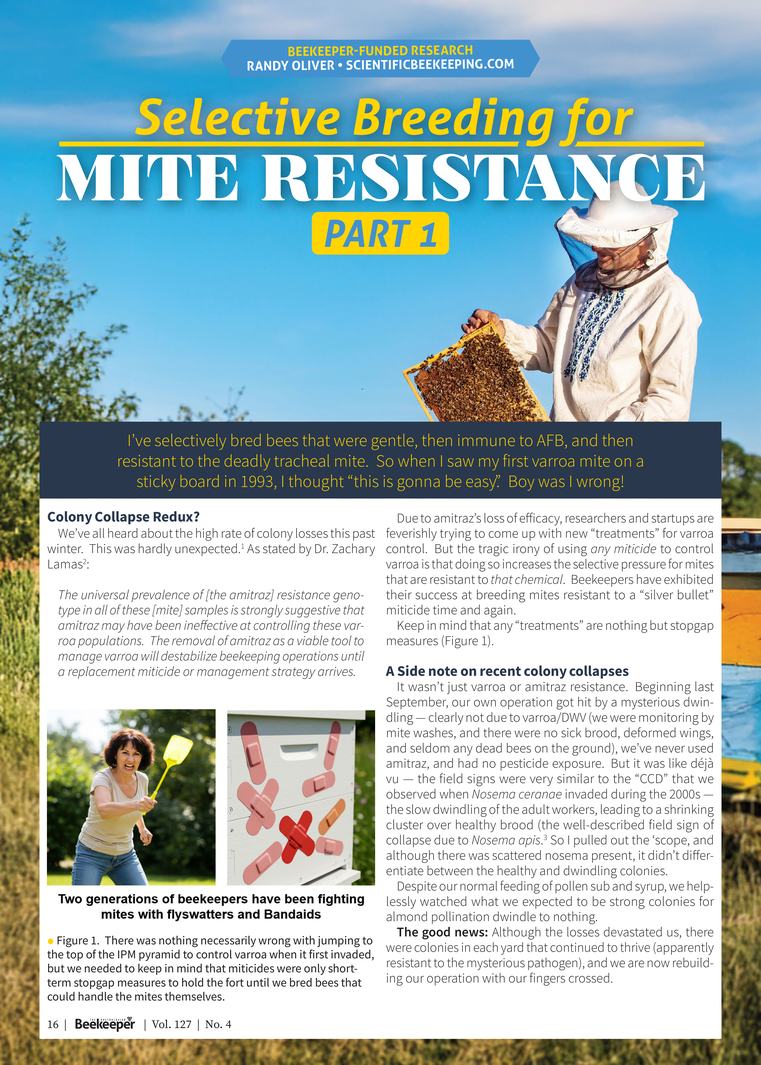 BEEKEEPER-FUNDED RESEARCH
RANDY OLIVER • SCIENTIFICBEEKEEPING.COM
Selective Breeding for
MITE RESISTANCE
PART 1
I've selectively bred bees that were gentle, then immune to AFB, and then
resistant to the deadly tracheal mite. So when I saw my first varroa mite on a
sticky board in 1993, I thought “this is gonna be easy.” Boy was I wrong!
Colony Collapse Redux?
We've all heard about the high rate of colony losses this past
winter. This was hardly unexpected.¹ As stated by Dr. Zachary
Lamas²:
The universal prevalence of [the amitraz] resistance geno-
type in all of these [mite] samples is strongly suggestive that
amitraz may have been ineffective at controlling these var-
roa populations. The removal of amitraz as a viable tool to
manage varroa will destabilize beekeeping operations until
a replacement miticide or management strategy arrives.
Two generations of beekeepers have been fighting
mites with flyswatters and Bandaids
● Figure 1. There was nothing necessarily wrong with jumping to
the top of the IPM pyramid to control varroa when it first invaded,
but we needed to keep in mind that miticides were only short-
term stopgap measures to hold the fort until we bred bees that
could handle the mites themselves.
Due to amitraz's loss of efficacy, researchers and startups are
feverishly trying to come up with new “treatments” for varroa
control. But the tragic irony of using any miticide to control
varroa is that doing so increases the selective pressure for mites
that are resistant to that chemical. Beekeepers have exhibited
their success at breeding mites resistant to a “silver bullet”
miticide time and again.
Keep in mind that any “treatments” are nothing but stopgap
measures (Figure 1).
A Side note on recent colony collapses
It wasn't just varroa or amitraz resistance. Beginning last
September, our own operation got hit by a mysterious dwin-
dling — clearly not due to varroa/DWV (we were monitoring by
mite washes, and there were no sick brood, deformed wings,
and seldom any dead bees on the ground), we've never used
amitraz, and had no pesticide exposure. But it was like déjà
vu — the field signs were very similar to the “CCD” that we
observed when Nosema ceranae invaded during the 2000s —
the slow dwindling of the adult workers, leading to a shrinking
cluster over healthy brood (the well-described field sign of
collapse due to Nosema apis.³ So I pulled out the ‘scope, and
although there was scattered nosema present, it didn't differ-
entiate between the healthy and dwindling colonies.
Despite our normal feeding of pollen sub and syrup, we help-
lessly watched what we expected to be strong colonies for
almond pollination dwindle to nothing.
The good news: Although the losses devastated us, there
were colonies in each yard that continued to thrive (apparently
resistant to the mysterious pathogen), and we are now rebuild-
ing our operation with our fingers crossed.
16 | Beekeeper | Vol. 127 | No. 4